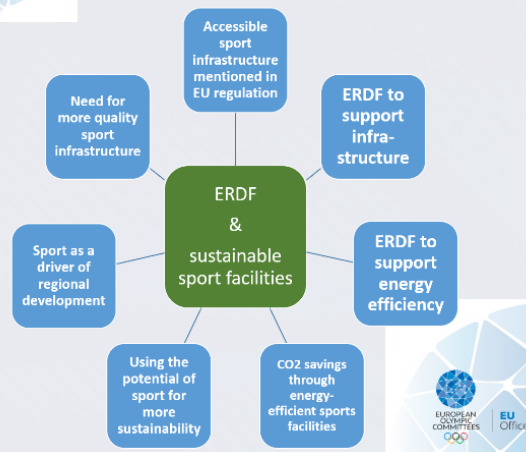 Accessible
sport
infrastructure
mentioned in
EU regulation
Need for
more quality
sport
infrastructure
ERDF to
support
infra-
structure
ERDF
&
sustainable
sport facilities
Sport as a
driver of
regional
development
ERDF to
support
energy
efficiency
Using the
potential of
sport for
more
sustainability
CO2 savings
through
energy-
efficient sports
facilities
EUROPEAN
OLYMPIC
COMMITTEES
EU
Office